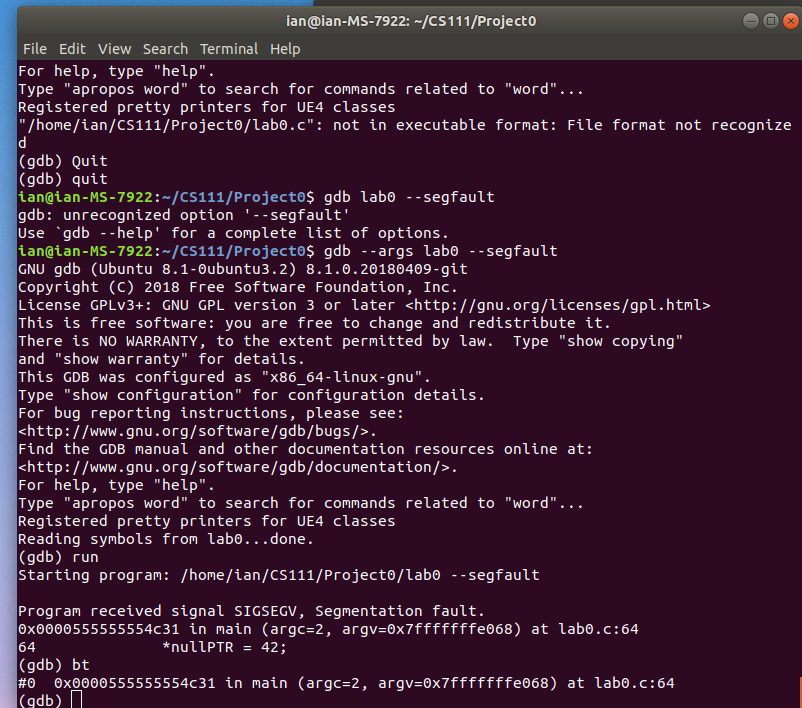 ian@ian-MS-7922: ~/CS111/Project0
File Edit View Search Terminal Help
For help, type "help".
Type "apropos word" to search for commands related to "word"...
Registered pretty printers for UE4 classes
"/home/ian/CS111/Project0/lab0.c": not in executable format: File format not recognize
d
(gdb) Quit
(gdb) quit
ian@ian-MS-7922:~/CS111/Project0$ gdb lab0 --segfault
gdb: unrecognized option '--segfault'
Use `gdb --help' for a complete list of options.
ian@ian-MS-7922:~/CS111/Project0$ gdb --args lab0 --segfault
GNU gdb (Ubuntu 8.1-0ubuntu3.2) 8.1.0.20180409-git
Copyright (C) 2018 Free Software Foundation, Inc.
License GPLv3+: GNU GPL version 3 or later <http://gnu.org/licenses/gpl.html>
This is free software: you are free to change and redistribute it.
There is NO WARRANTY, to the extent permitted by law.  Type "show copying"
and "show warranty" for details.
This GDB was configured as "x86_64-linux-gnu".
Type "show configuration" for configuration details.
For bug reporting instructions, please see:
<http://www.gnu.org/software/gdb/bugs/>.
Find the GDB manual and other documentation resources online at:
<http://www.gnu.org/software/gdb/documentation/>.
For help, type "help".
Type "apropos word" to search for commands related to "word"...
Registered pretty printers for UE4 classes
Reading symbols from lab0...done.
(gdb) run
Starting program: /home/ian/CS111/Project0/lab0 --segfault
Program received signal SIGSEGV, Segmentation fault.
0x0000555555554c31 in main (argc=2, argv=0x7fffffffe068) at lab0.c:64
64              *nullPTR = 42;
(gdb) bt
#0  0x0000555555554c31 in main (argc=2, argv=0x7fffffffe068) at lab0.c:64
(gdb)